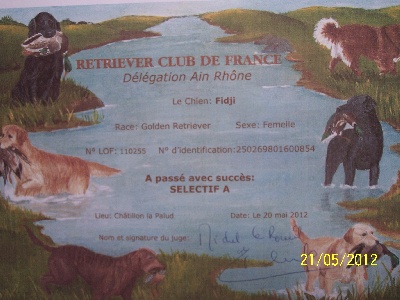 RETRIEVER CLUB DE FRANCE
Délégation Ain Rhône
Le Chien: Fidji
Race: Golden Retriever Sexe: Femelle
N° LOF: 110295 N° d'identification: 250269801600854
A passé avec succès:
SELECTIF A
Lieu: Châtillon la Palud Date: Le 20 mai 2012
Nom et signature du juge:
21/05/2012